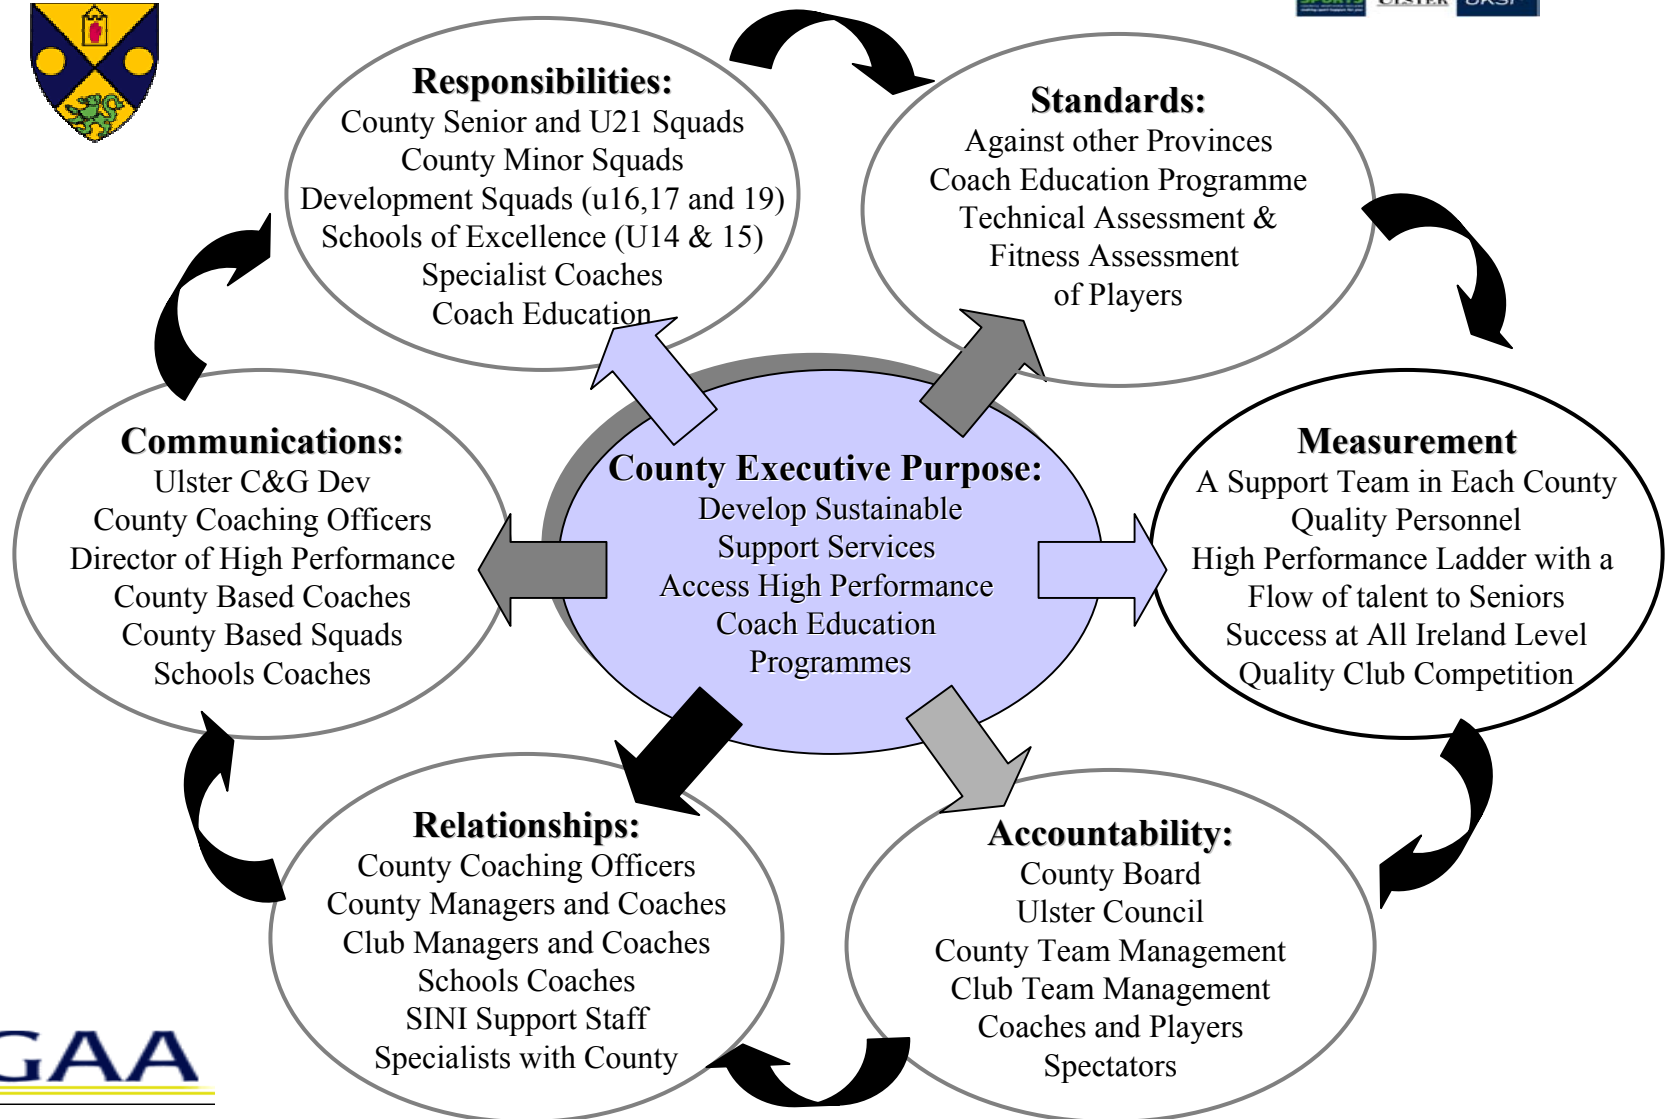 SPORTS
ULSTER
UKSI
Responsibilities:
County Senior and U21 Squads
County Minor Squads
Development Squads (u16,17 and 19)
Schools of Excellence (U14 & 15)
Specialist Coaches
Coach Education
Standards:
Against other Provinces
Coach Education Programme
Technical Assessment &
Fitness Assessment
of Players
Communications:
Ulster C&G Dev
County Coaching Officers
Director of High Performance
County Based Coaches
County Based Squads
Schools Coaches
County Executive Purpose:
Develop Sustainable
Support Services
Access High Performance
Coach Education
Programmes
Measurement
A Support Team in Each County
Quality Personnel
High Performance Ladder with a
Flow of talent to Seniors
Success at All Ireland Level
Quality Club Competition
Relationships:
County Coaching Officers
County Managers and Coaches
Club Managers and Coaches
Schools Coaches
SINI Support Staff
Specialists with County
Accountability:
County Board
Ulster Council
County Team Management
Club Team Management
Coaches and Players
Spectators
GAA